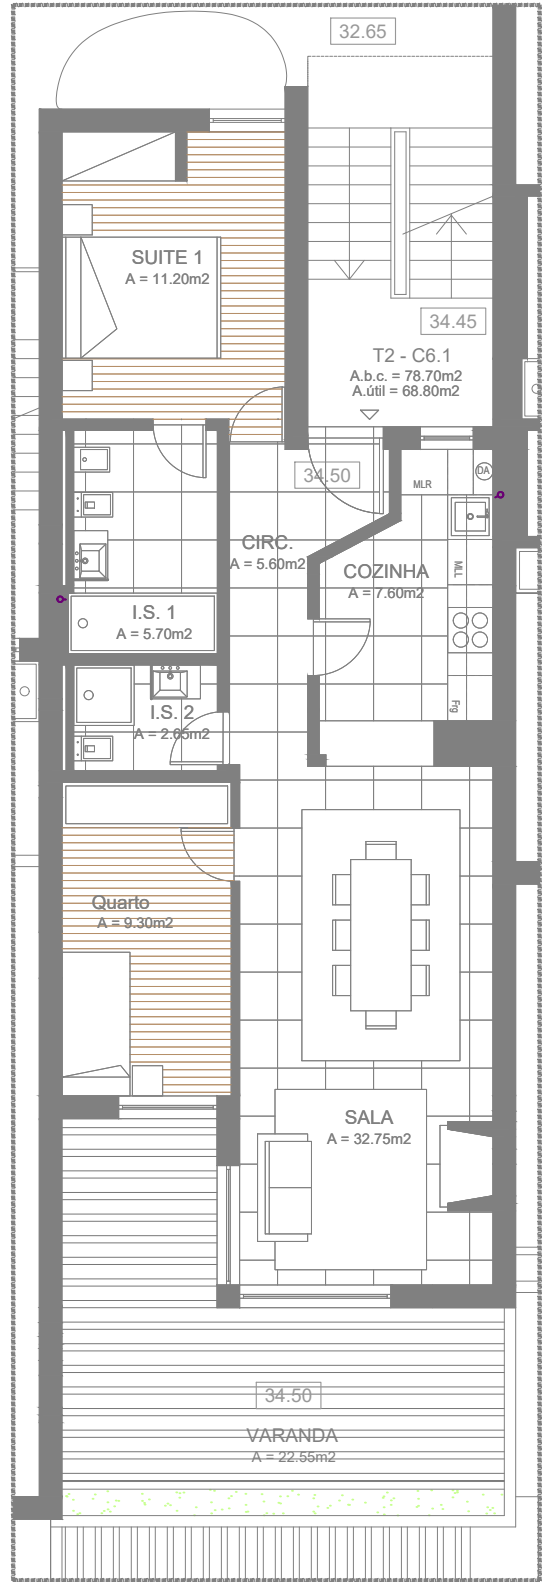 32.65
SUITE 1
A = 11.20m2
34.45
T2 - C6.1
A.b.c. = 78.70m2
A.útil = 68.80m2
34.50
MLR
DA
CIRC.
A = 5.60m2
COZINHA
A = 7.60m2
MLL
I.S. 1
A = 5.70m2
I.S. 2
A = 2.65m2
Frg
Quarto
A = 9.30m2
SALA
A = 32.75m2
34.50
VARANDA
A = 22.55m2